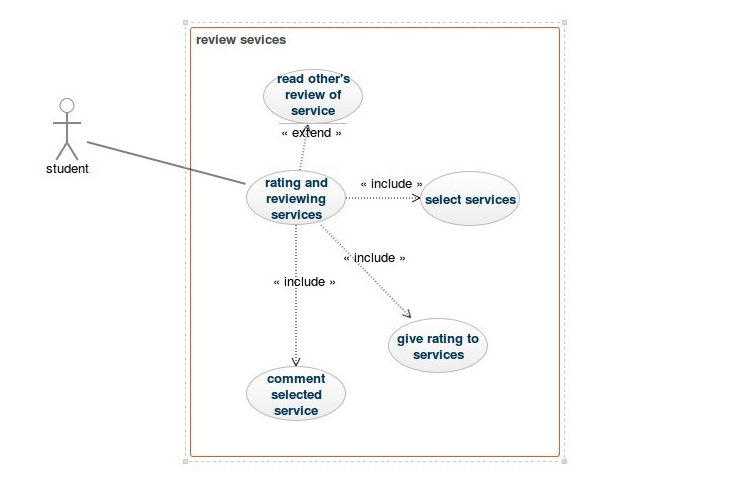 review sevices
read other's
review of
service
« extend »
student
rating and
reviewing
services
« include »
select services
« include »
« include »
give rating to
services
comment
selected
service